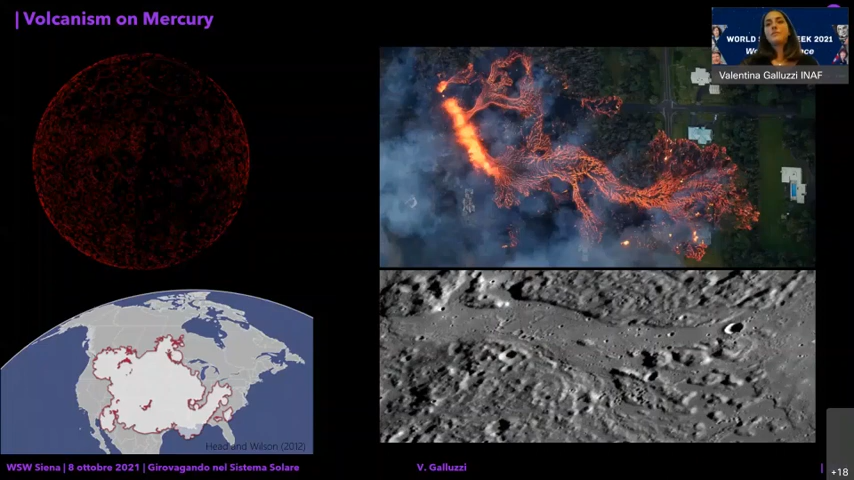 | Volcanism on Mercury
WORLD S EEK 2021
Valentina Galluzzi INAF
Head and Wilson (2012)
WSW Siena | 8 ottobre 2021 | Girovagando nel Sistema Solare
V. Galluzzi
|
+18